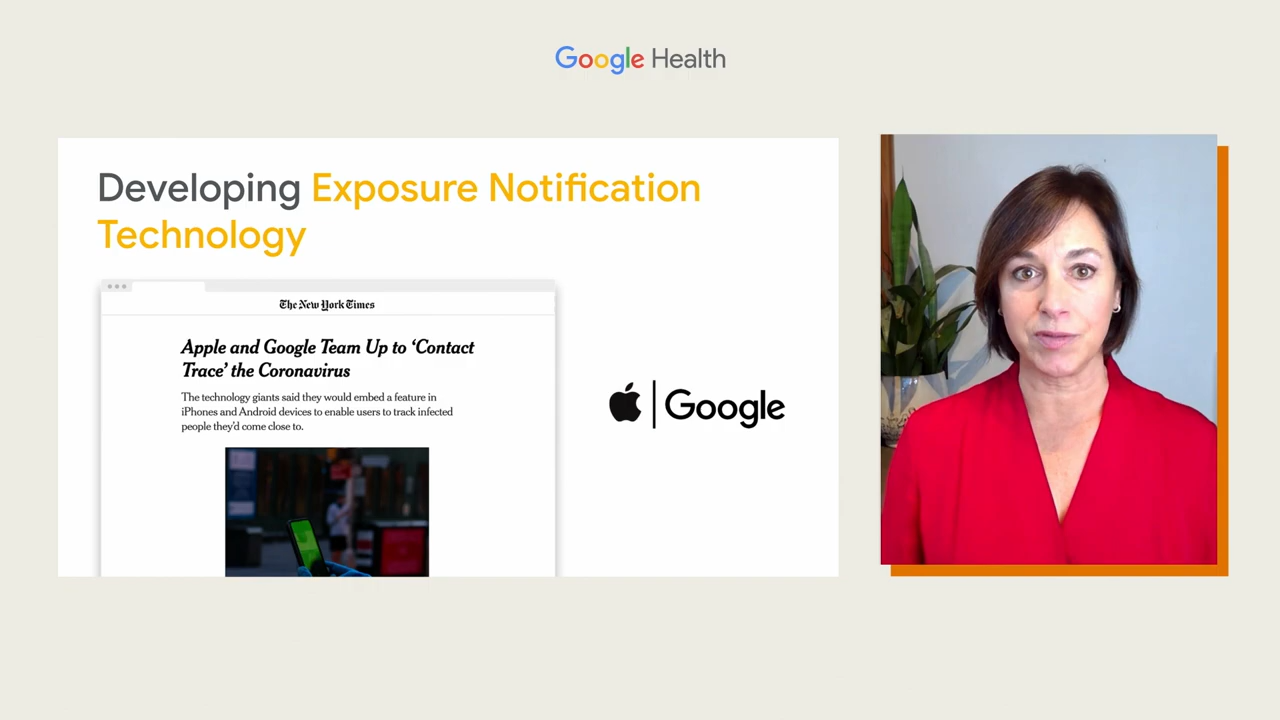 Google Health
Developing Exposure Notification
Technology
The New York Times
Apple and Google Team Up to ‘Contact
Trace’ the Coronavirus
The technology giants said they would embed a feature in
iPhones and Android devices to enable users to track infected
people they’d come close to.
Google